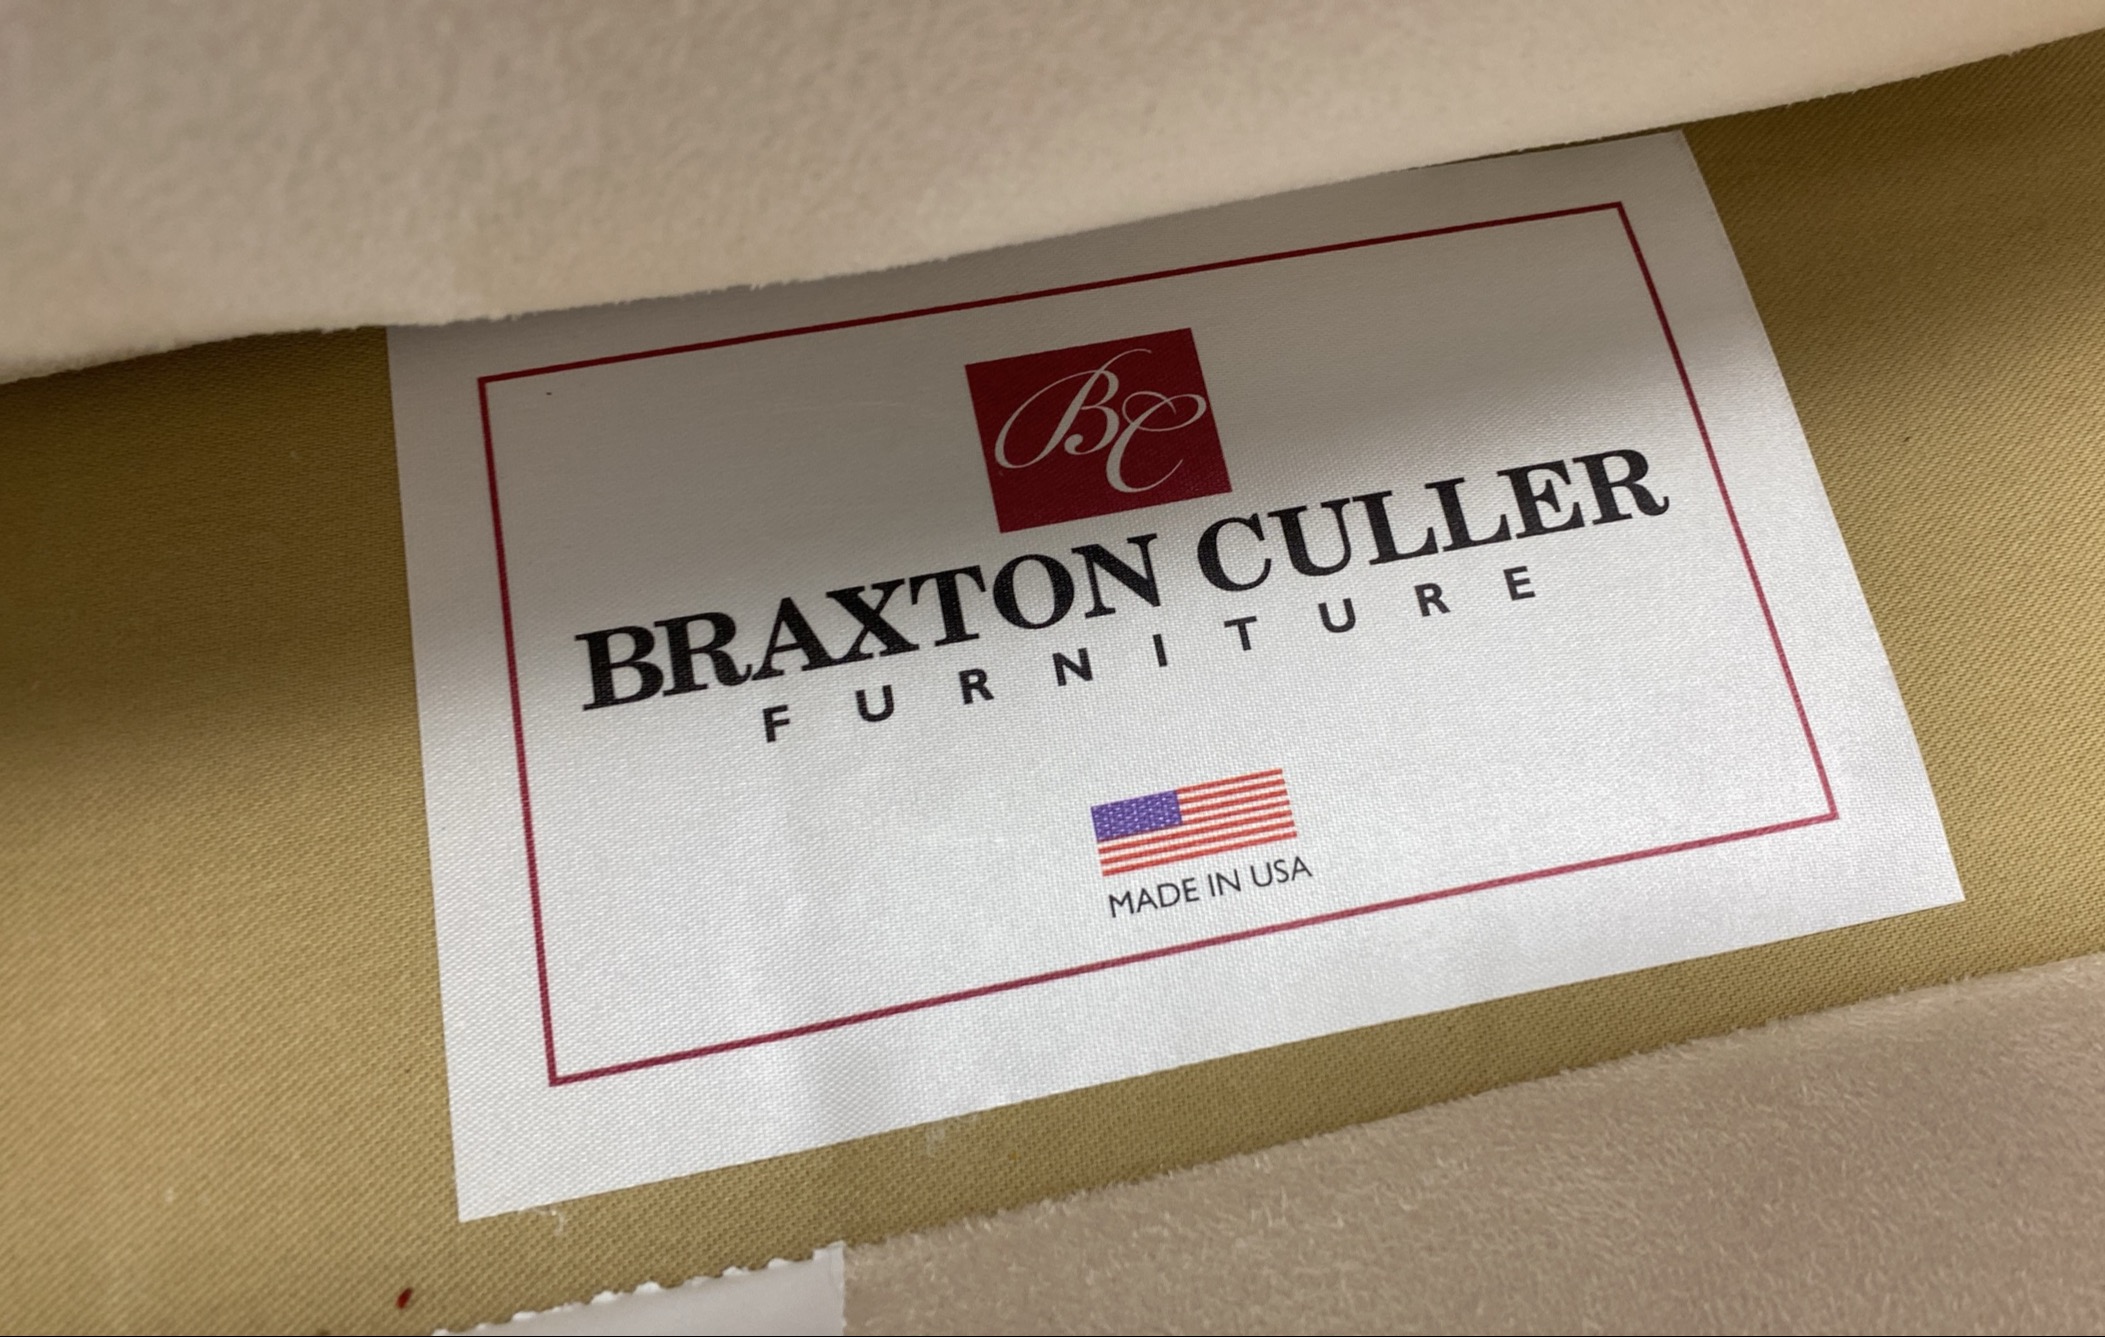 BC
BRAXTON CULLER
FURNITURE
MADE IN USA